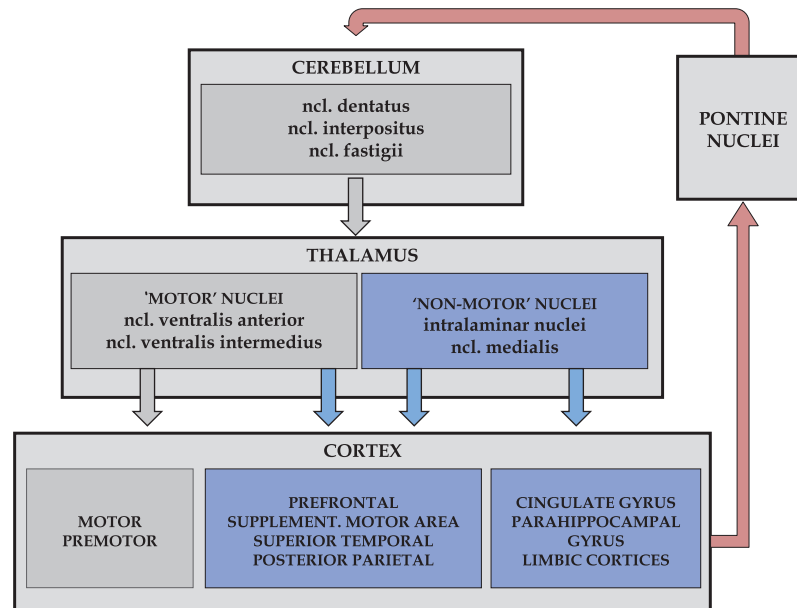 CEREBELLUM
ncl. dentatus
ncl. interpositus
ncl. fastigii
PONTINE
NUCLEI
THALAMUS
'MOTOR’ NUCLEI
ncl. ventralis anterior
ncl. ventralis intermedius
‘NON-MOTOR’ NUCLEI
intralaminar nuclei
ncl. medialis
CORTEX
MOTOR
PREMOTOR
PREFRONTAL
SUPPLEMENT. MOTOR AREA
SUPERIOR TEMPORAL
POSTERIOR PARIETAL
CINGULATE GYRUS
PARAHIPPOCAMPAL
GYRUS
LIMBIC CORTICES